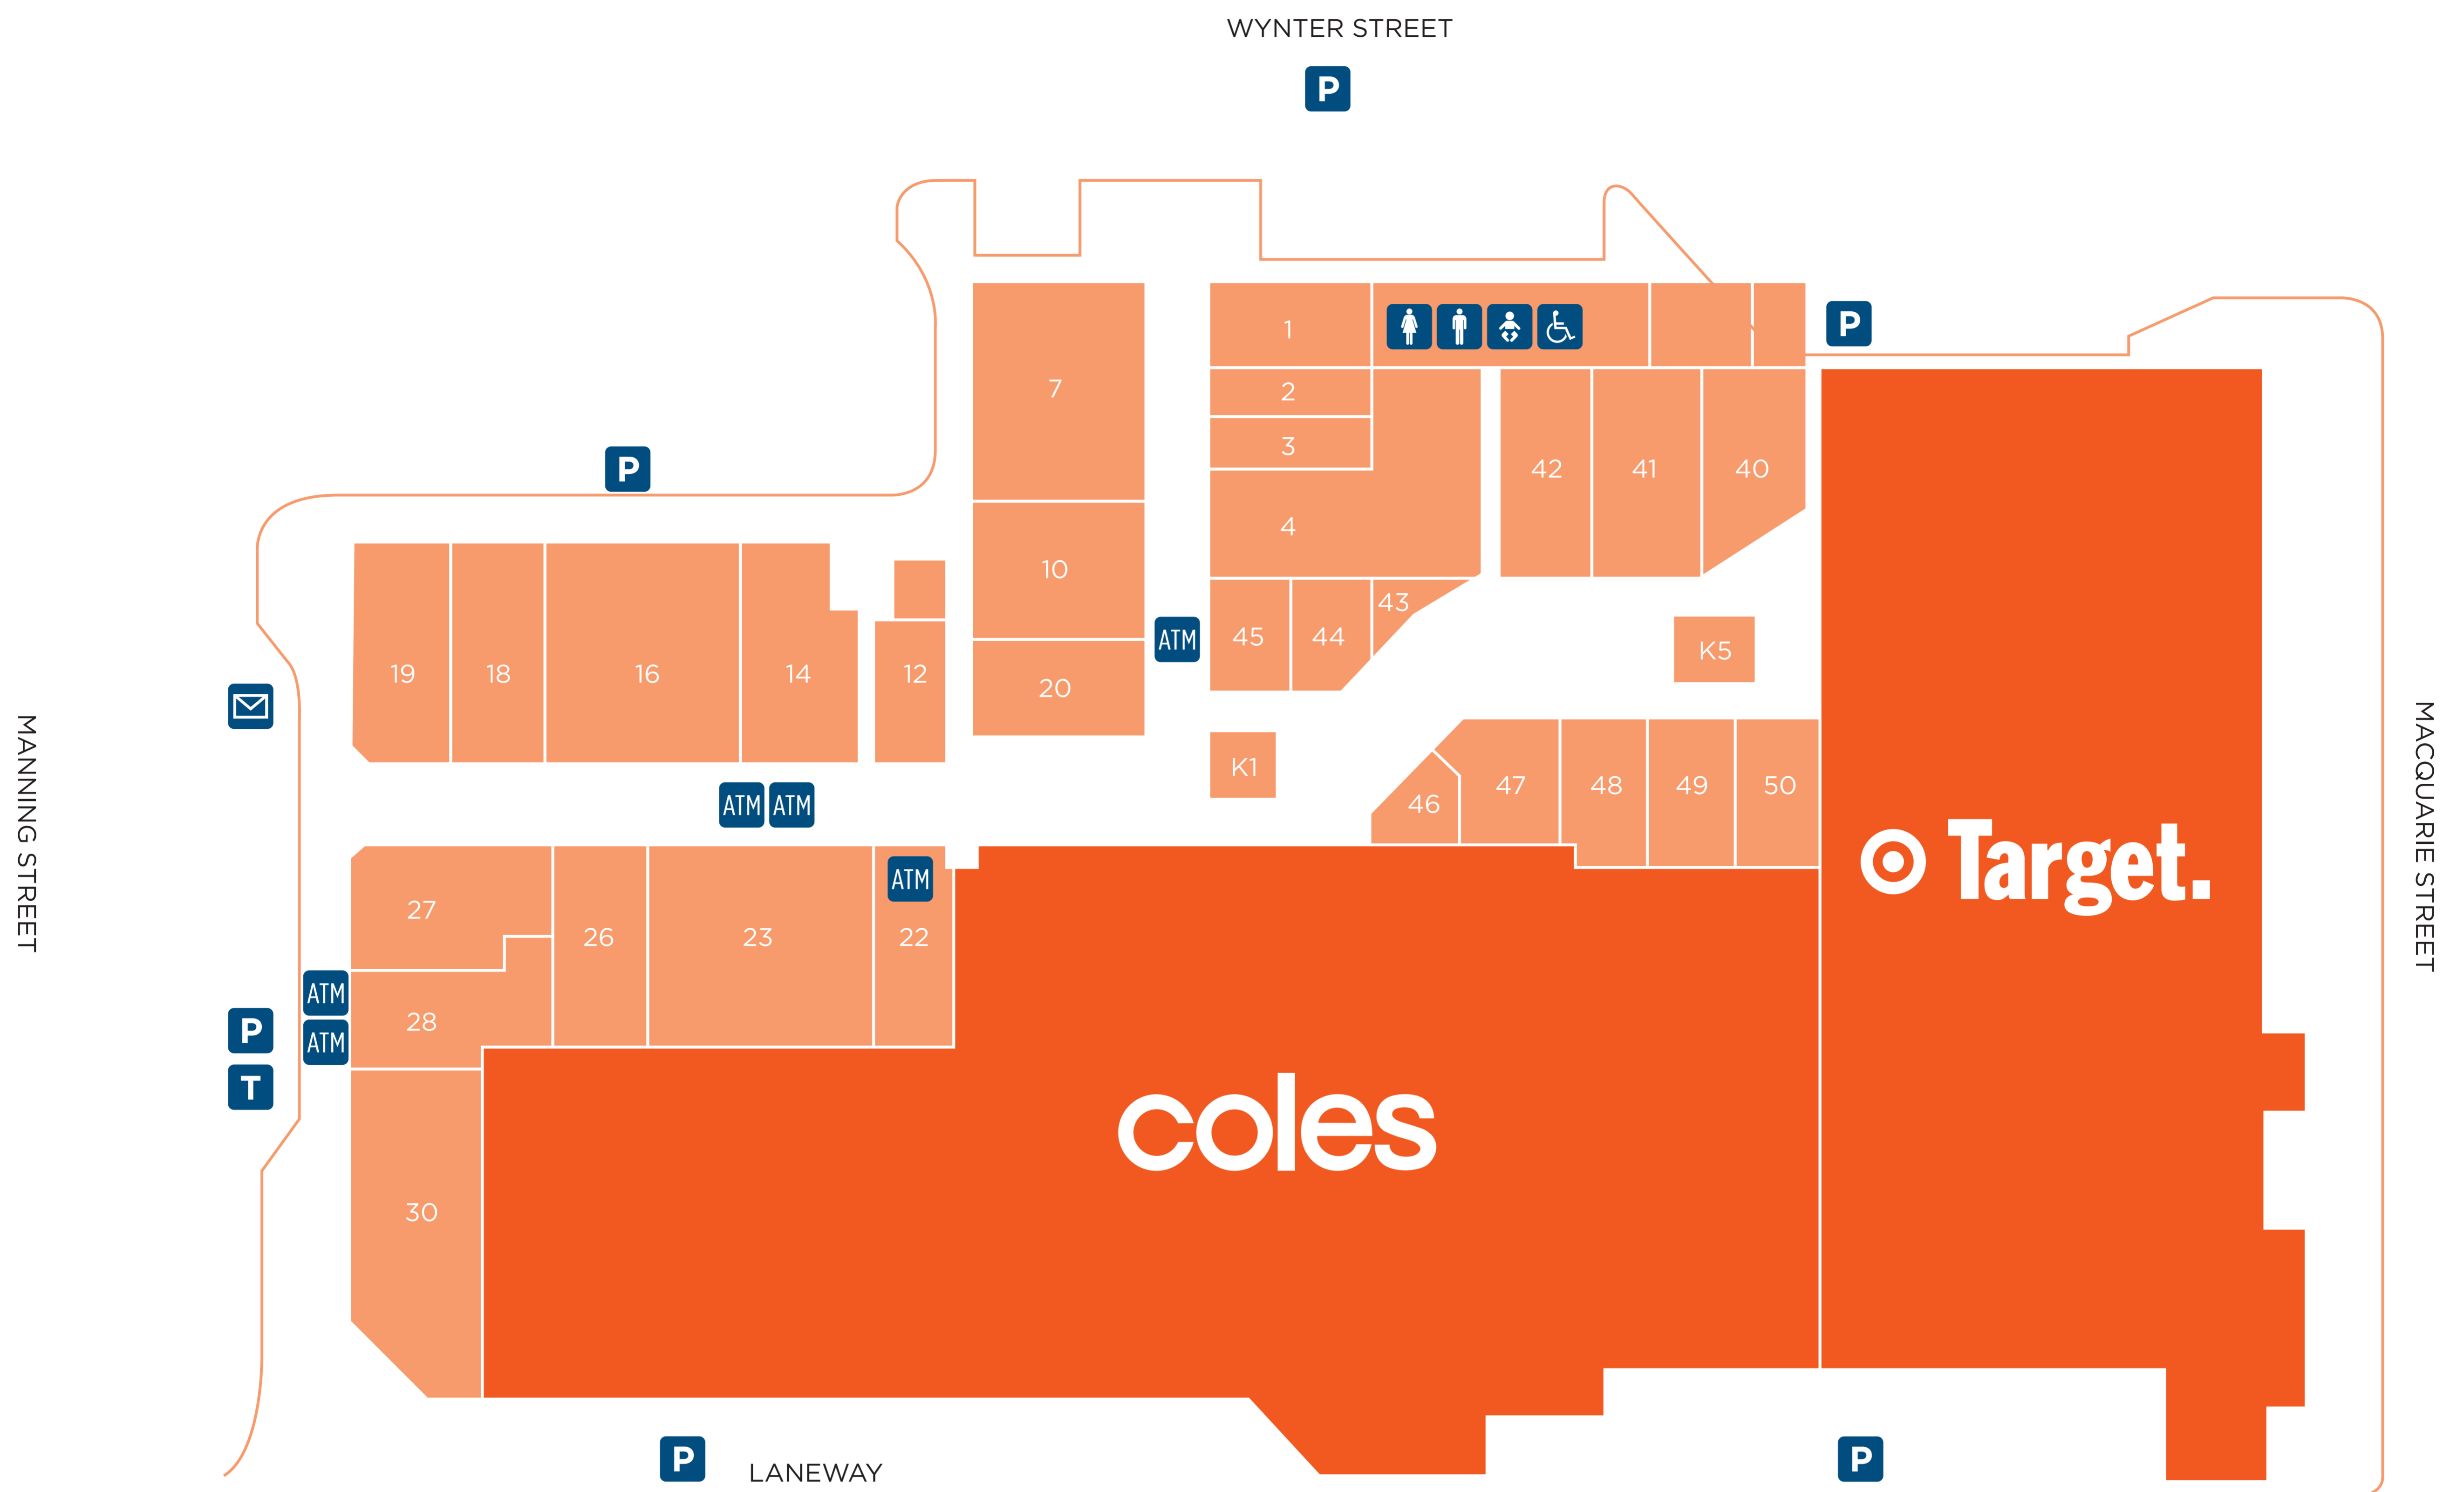 WYNTER STREET
P
1
P
7
2
3
42
41
40
P
4
10
43
45
44
ATM
K5
19
18
16
14
12
20
MANNING STREET
MACQUARIE STREET
K1
47
48
49
50
46
ATM
ATM
Target.
ATM
27
26
23
22
ATM
28
P
ATM
T
coles
30
P
LANEWAY
P